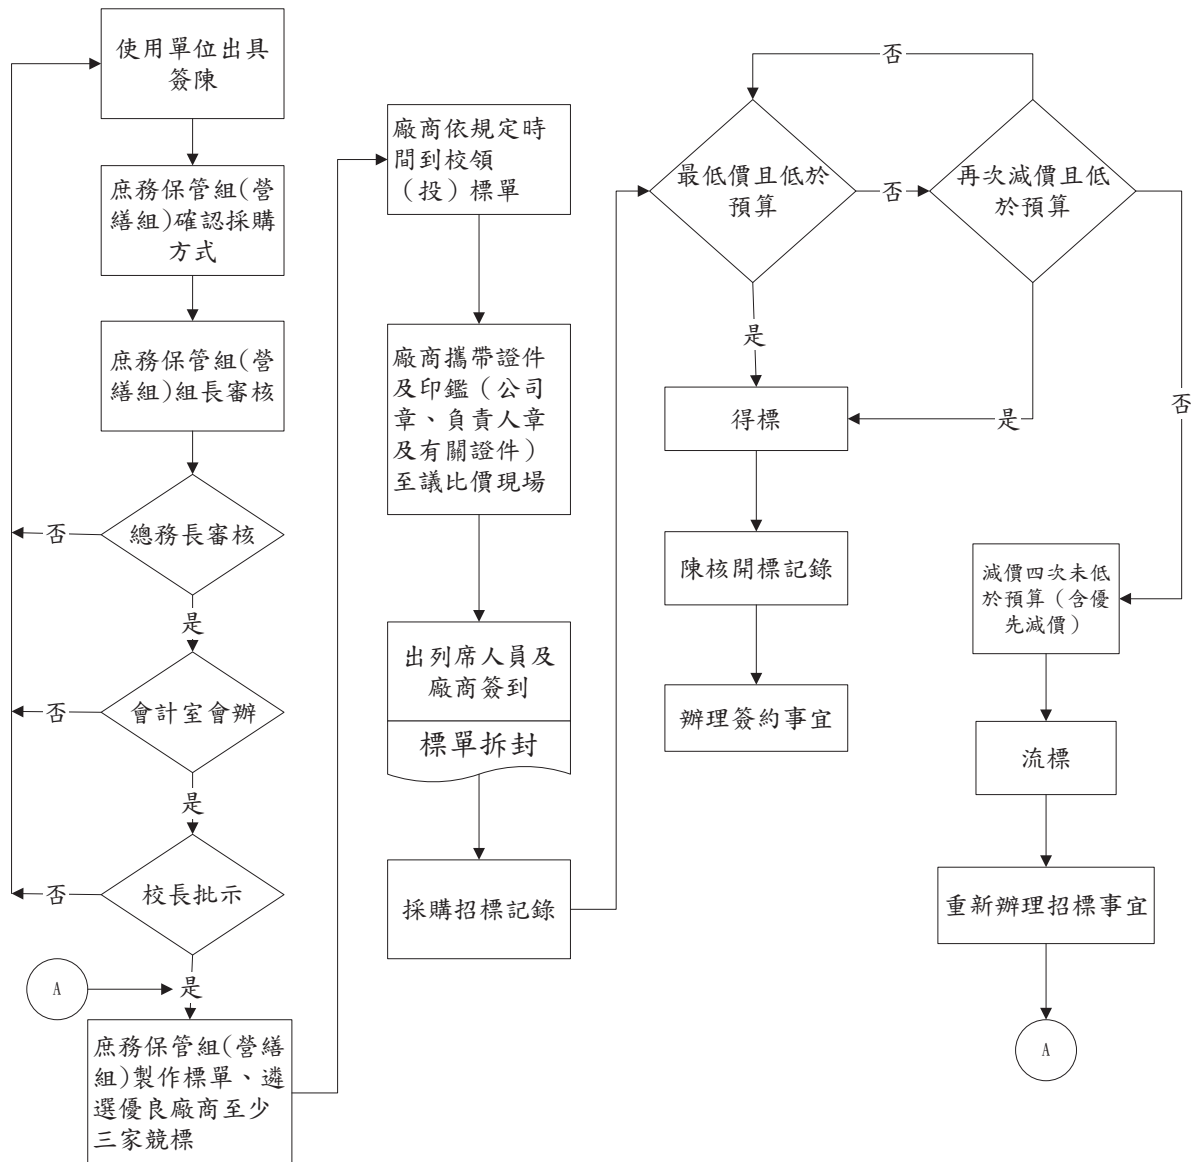 使用單位出具
簽陳
庶務保管組(營
繕組)確認採購
方式
庶務保管組(營
繕組)組長審核
總務長審核
否
是
會計室會辦
否
是
校長批示
否
是
A
庶務保管組(營繕
組)製作標單、遴
選優良廠商至少
三家競標
廠商依規定時
間到校領
（投）標單
廠商攜帶證件
及印鑑（公司
章、負責人章
及有關證件）
至議比價現場
出列席人員及
廠商簽到
標單拆封
採購招標記錄
否
最低價且低於
預算
否
再次減價且低
於預算
是
是
否
得標
陳核開標記錄
辦理簽約事宜
減價四次未低
於預算（含優
先減價）
流標
重新辦理招標事宜
A